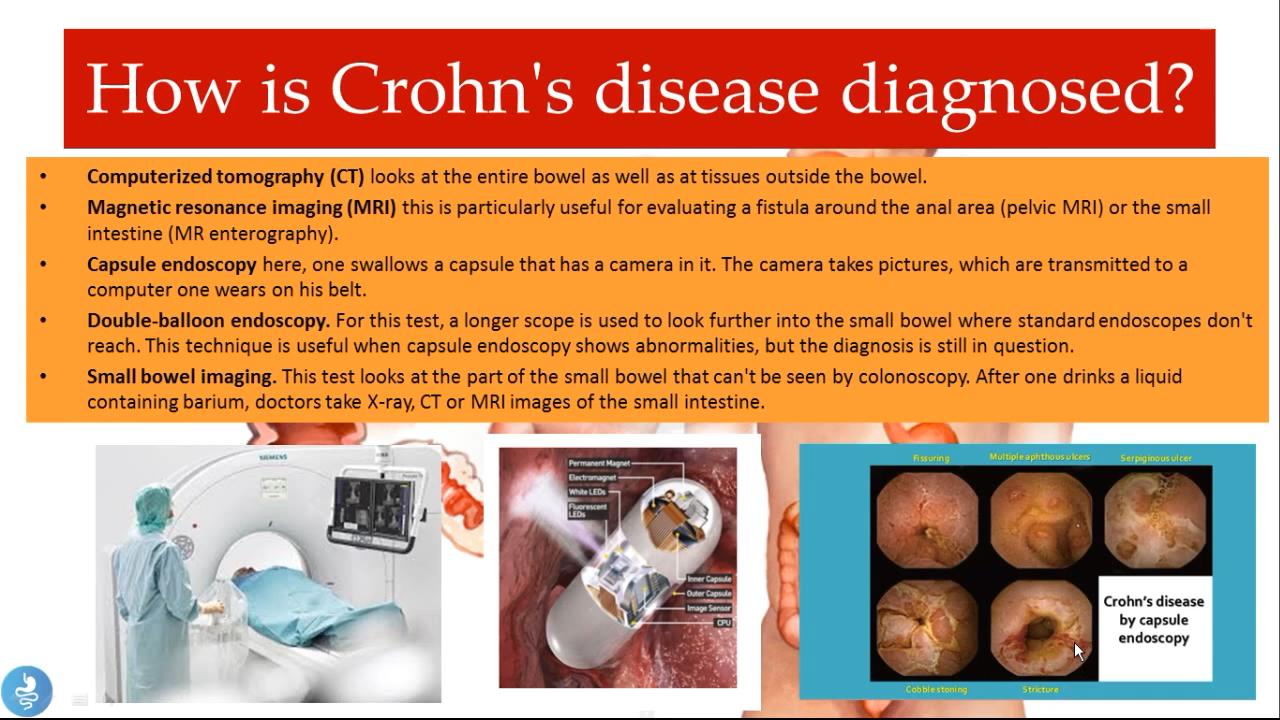 How is Crohn's disease diagnosed?
• Computerized tomography (CT) looks at the entire bowel as well as at tissues outside the bowel.
• Magnetic resonance imaging (MRI) this is particularly useful for evaluating a fistula around the anal area (pelvic MRI) or the small
intestine (MR enterography).
• Capsule endoscopy here, one swallows a capsule that has a camera in it. The camera takes pictures, which are transmitted to a
computer one wears on his belt.
• Double-balloon endoscopy. For this test, a longer scope is used to look further into the small bowel where standard endoscopes don't
reach. This technique is useful when capsule endoscopy shows abnormalities, but the diagnosis is still in question.
• Small bowel imaging. This test looks at the part of the small bowel that can't be seen by colonoscopy. After one drinks a liquid
containing barium, doctors take X-ray, CT or MRI images of the small intestine.
SIEMENS
Permanent Magnet
Electromagnet
White LEDs
Fluorescent
LEDs
Inner Capsule
Outer Capsule
Image Sensor
CPU
Fissuring
Multiple aphthous ulcers
Serpiginous ulcer
Crohn's disease
by capsule
endoscopy
Cobble stoning
Stricture